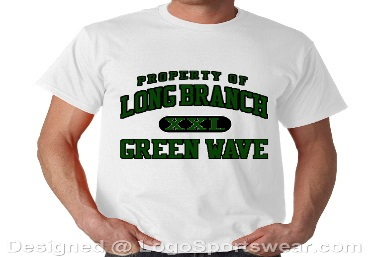 PROPERTY OF
LONG BRANCH
XXL
GREEN WAVE
Designed @ LogoSportswear.com